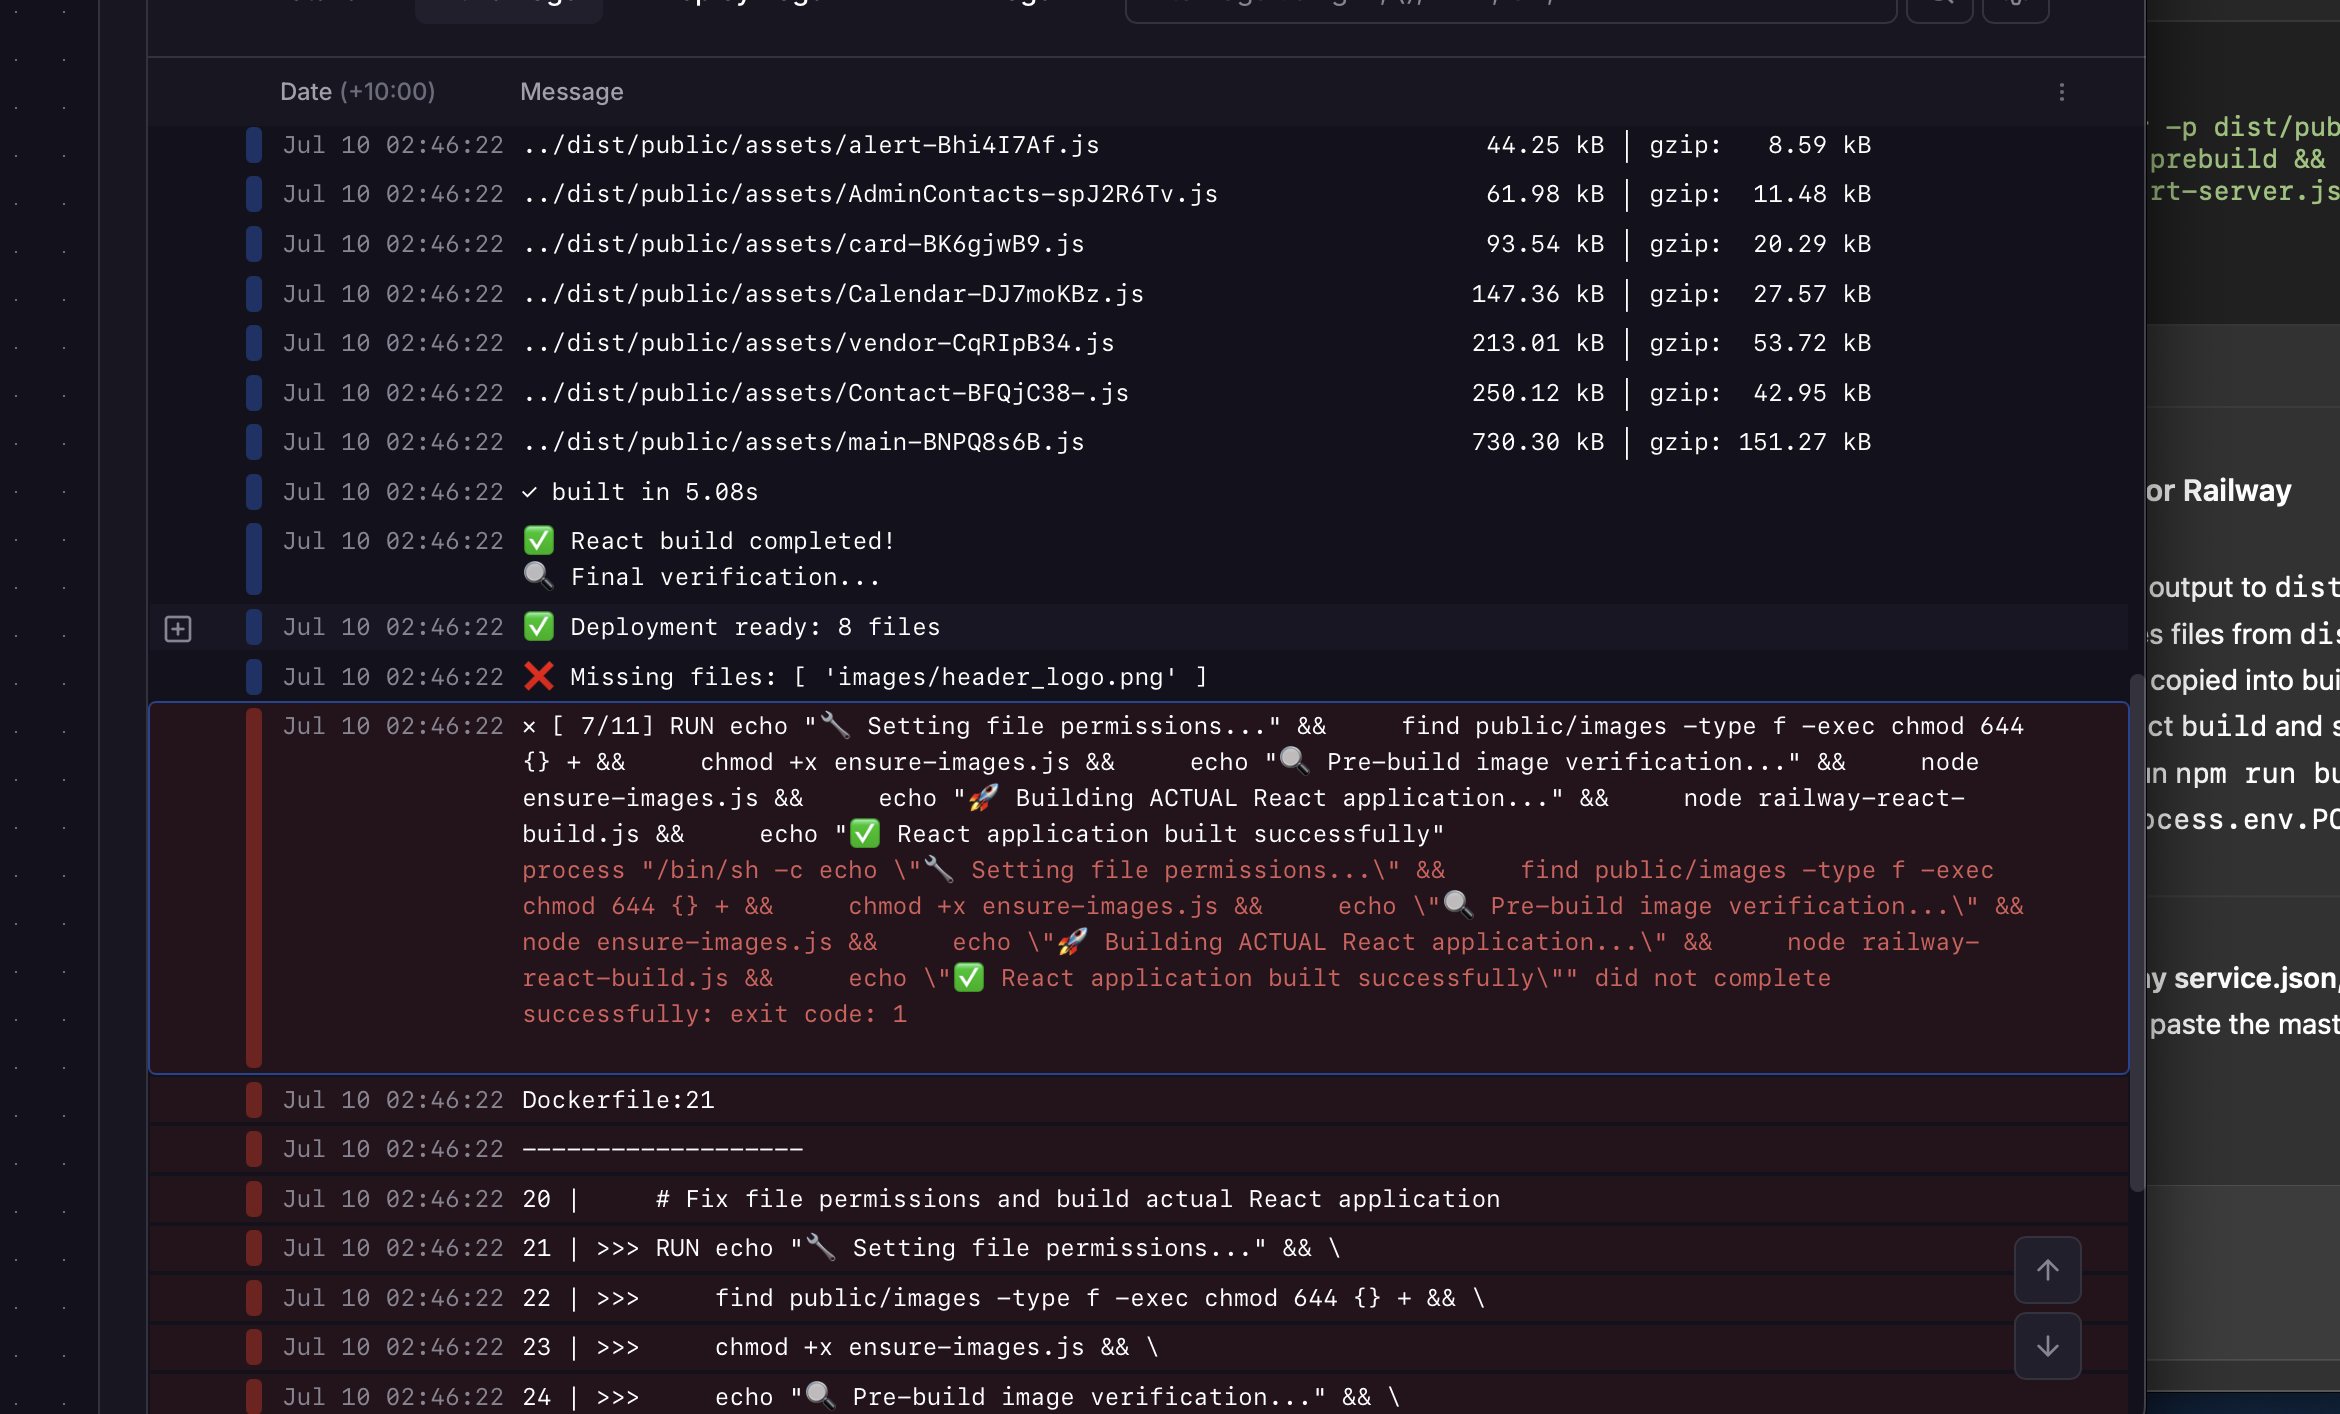 Date (+10:00) Message
Jul 10 02:46:22 ../dist/public/assets/alert-Bhi4I7Af.js 44.25 kB │ gzip: 8.59 kB
Jul 10 02:46:22 ../dist/public/assets/AdminContacts-spJ2R6Tv.js 61.98 kB │ gzip: 11.48 kB
Jul 10 02:46:22 ../dist/public/assets/card-BK6gjwB9.js 93.54 kB │ gzip: 20.29 kB
Jul 10 02:46:22 ../dist/public/assets/Calendar-DJ7moKBz.js 147.36 kB │ gzip: 27.57 kB
Jul 10 02:46:22 ../dist/public/assets/vendor-CqRIpB34.js 213.01 kB │ gzip: 53.72 kB
Jul 10 02:46:22 ../dist/public/assets/Contact-BFQjC38-.js 250.12 kB │ gzip: 42.95 kB
Jul 10 02:46:22 ../dist/public/assets/main-BNPQ8s6B.js 730.30 kB │ gzip: 151.27 kB
Jul 10 02:46:22 ✓ built in 5.08s
Jul 10 02:46:22 ✅ React build completed!
🔍 Final verification...
Jul 10 02:46:22 ✅ Deployment ready: 8 files
Jul 10 02:46:22 ❌ Missing files: [ 'images/header_logo.png' ]
Jul 10 02:46:22 ✕ [ 7/11] RUN echo "🔧 Setting file permissions..." && find public/images -type f -exec chmod 644
{} + && chmod +x ensure-images.js && echo "🔍 Pre-build image verification..." && node
ensure-images.js && echo "🚀 Building ACTUAL React application..." && node railway-react-
build.js && echo "✅ React application built successfully"
process "/bin/sh -c echo \"🔧 Setting file permissions...\" && find public/images -type f -exec
chmod 644 {} + && chmod +x ensure-images.js && echo \"🔍 Pre-build image verification...\" &&
node ensure-images.js && echo \"🚀 Building ACTUAL React application...\" && node railway-
react-build.js && echo \"✅ React application built successfully\"" did not complete
successfully: exit code: 1
Jul 10 02:46:22 Dockerfile:21
Jul 10 02:46:22 -------------------
Jul 10 02:46:22 20 | # Fix file permissions and build actual React application
Jul 10 02:46:22 21 | >>> RUN echo "🔧 Setting file permissions..." && \
Jul 10 02:46:22 22 | >>> find public/images -type f -exec chmod 644 {} + && \
Jul 10 02:46:22 23 | >>> chmod +x ensure-images.js && \
Jul 10 02:46:22 24 | >>> echo "🔍 Pre-build image verification..." && \
-p dist/pub
prebuild &&
rt-server.js
or Railway
output to dist
s files from dis
copied into bui
ct build and s
un npm run bu
ocess.env.PO
y service.json,
paste the mast